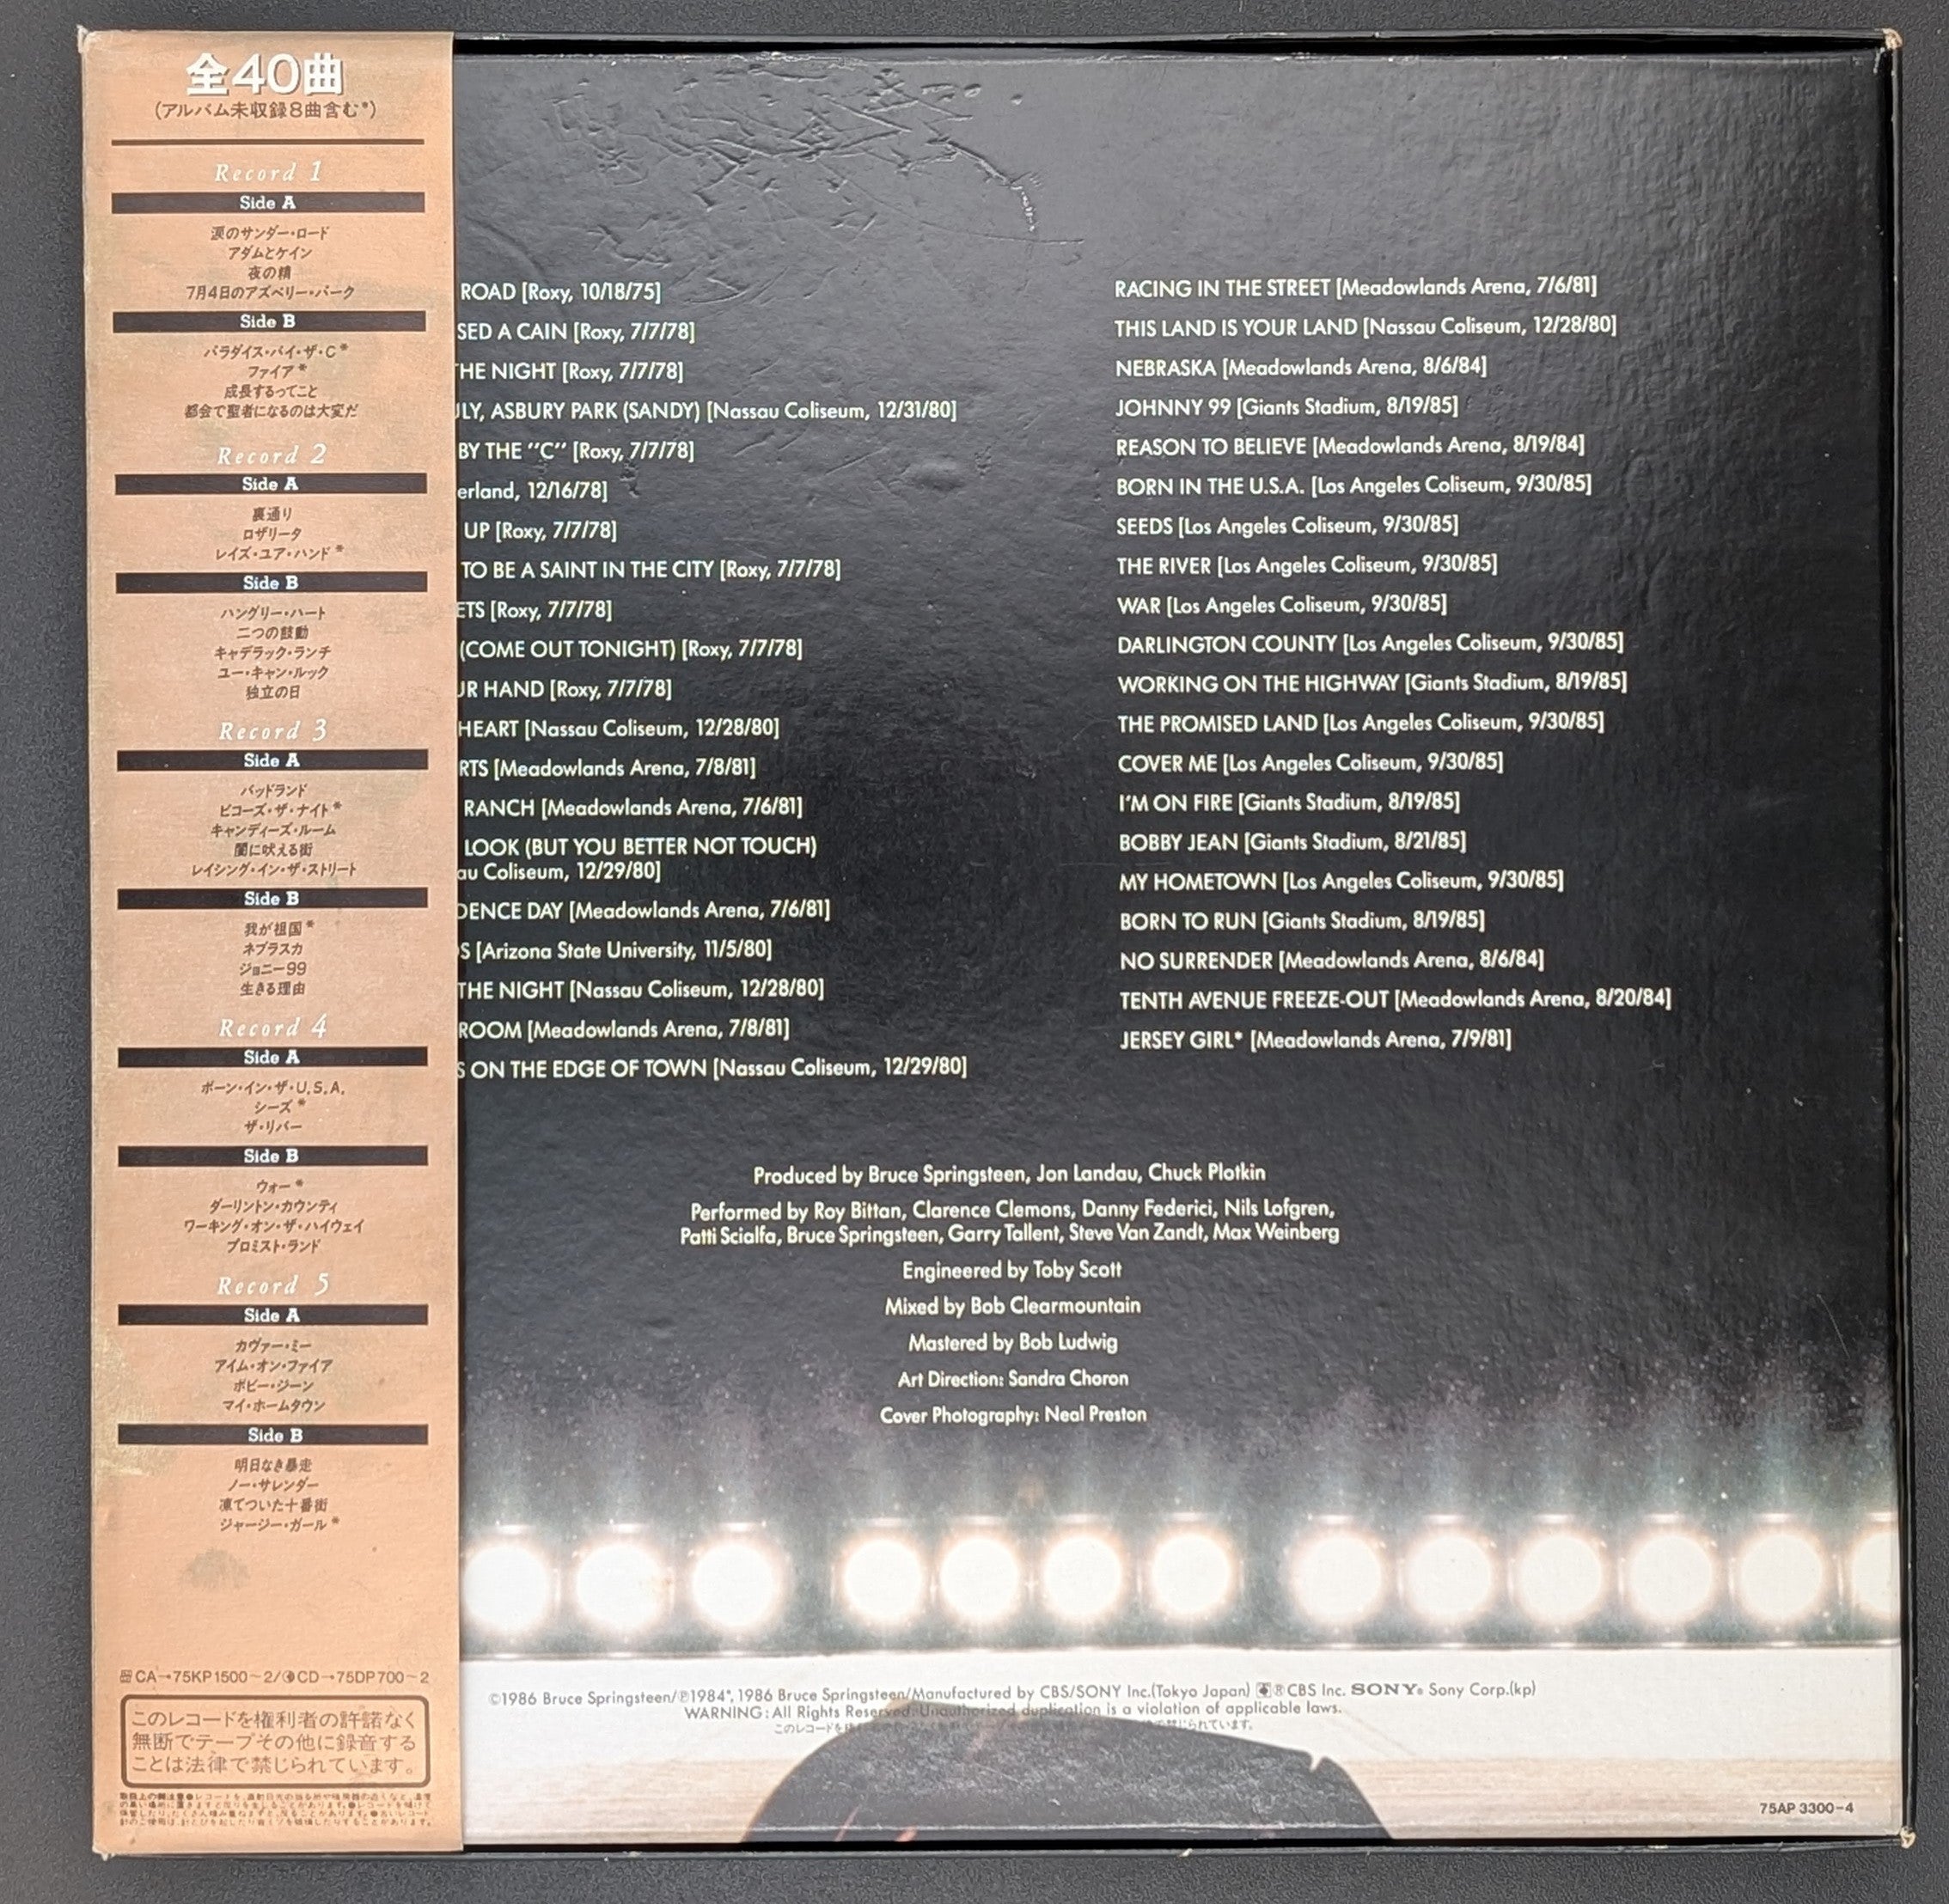 全40曲
(アルバム未収録8曲含む*)
Record 1
Side A
涙のサンダー・ロード
アダムとケイン
夜の精
7月4日のアズベリー・パーク
Side B
パラダイス・バイ・ザ・C*
ファイア*
成長するってこと
都会で聖者になるのは大変だ
Record 2
Side A
裏通り
ロザリータ
レイズ・ユア・ハンド*
Side B
ハングリー・ハート
二つの鼓動
キャデラック・ランチ
ユー・キャン・ルック
独立の日
Record 3
Side A
バッドランド
ビコーズ・ザ・ナイト*
キャンディーズ・ルーム
闇に吠える街
レイシング・イン・ザ・ストリート
Side B
我が祖国*
ネブラスカ
ジョニー99
生きる理由
Record 4
Side A
ボーン・イン・ザ・U.S.A.
シーズ*
ザ・リバー
Side B
ウォー*
ダーリントン・カウンティ
ワーキング・オン・ザ・ハイウェイ
プロミスト・ランド
Record 5
Side A
カヴァー・ミー
アイム・オン・ファイア
ボビー・ジーン
マイ・ホームタウン
Side B
明日なき暴走
ノー・サレンダー
凍てついた十番街
ジャージー・ガール*
CA→75KP1500~2/CD→75DP700~2
このレコードを権利者の許諾なく
無断でテープその他に録音する
ことは法律で禁じられています。
ROAD [Roxy, 10/18/75]
SED A CAIN [Roxy, 7/7/78]
THE NIGHT [Roxy, 7/7/78]
JLY, ASBURY PARK (SANDY) [Nassau Coliseum, 12/31/80]
BY THE "C" [Roxy, 7/7/78]
erland, 12/16/78]
UP [Roxy, 7/7/78]
TO BE A SAINT IN THE CITY [Roxy, 7/7/78]
ETS [Roxy, 7/7/78]
(COME OUT TONIGHT) [Roxy, 7/7/78]
UR HAND [Roxy, 7/7/78]
HEART [Nassau Coliseum, 12/28/80]
RTS [Meadowlands Arena, 7/8/81]
RANCH [Meadowlands Arena, 7/6/81]
LOOK (BUT YOU BETTER NOT TOUCH)
au Coliseum, 12/29/80]
DENCE DAY [Meadowlands Arena, 7/6/81]
S [Arizona State University, 11/5/80]
THE NIGHT [Nassau Coliseum, 12/28/80]
ROOM [Meadowlands Arena, 7/8/81]
S ON THE EDGE OF TOWN [Nassau Coliseum, 12/29/80]
RACING IN THE STREET [Meadowlands Arena, 7/6/81]
THIS LAND IS YOUR LAND [Nassau Coliseum, 12/28/80]
NEBRASKA [Meadowlands Arena, 8/6/84]
JOHNNY 99 [Giants Stadium, 8/19/85]
REASON TO BELIEVE [Meadowlands Arena, 8/19/84]
BORN IN THE U.S.A. [Los Angeles Coliseum, 9/30/85]
SEEDS [Los Angeles Coliseum, 9/30/85]
THE RIVER [Los Angeles Coliseum, 9/30/85]
WAR [Los Angeles Coliseum, 9/30/85]
DARLINGTON COUNTY [Los Angeles Coliseum, 9/30/85]
WORKING ON THE HIGHWAY [Giants Stadium, 8/19/85]
THE PROMISED LAND [Los Angeles Coliseum, 9/30/85]
COVER ME [Los Angeles Coliseum, 9/30/85]
I'M ON FIRE [Giants Stadium, 8/19/85]
BOBBY JEAN [Giants Stadium, 8/21/85]
MY HOMETOWN [Los Angeles Coliseum, 9/30/85]
BORN TO RUN [Giants Stadium, 8/19/85]
NO SURRENDER [Meadowlands Arena, 8/6/84]
TENTH AVENUE FREEZE-OUT [Meadowlands Arena, 8/20/84]
JERSEY GIRL* [Meadowlands Arena, 7/9/81]
Produced by Bruce Springsteen, Jon Landau, Chuck Plotkin
Performed by Roy Bittan, Clarence Clemons, Danny Federici, Nils Lofgren,
Patti Scialfa, Bruce Springsteen, Garry Tallent, Steve Van Zandt, Max Weinberg
Engineered by Toby Scott
Mixed by Bob Clearmountain
Mastered by Bob Ludwig
Art Direction: Sandra Choron
Cover Photography: Neal Preston
©1986 Bruce Springsteen/℗1984*, 1986 Bruce Springsteen/Manufactured by CBS/SONY Inc.(Tokyo Japan) ® CBS Inc. SONY® Sony Corp.(kp)
WARNING: All Rights Reserved. Unauthorized duplication is a violation of applicable laws.
このレコードを 禁じられています。
75AP 3300-4